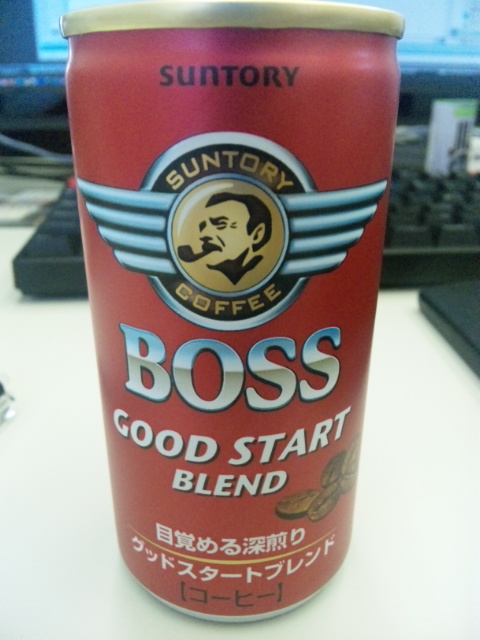 SUNTORY
SUNTORY
COFFEE
BOSS
GOOD START
BLEND
目覚める深煎り
グッドスタートブレンド
【コーヒー】